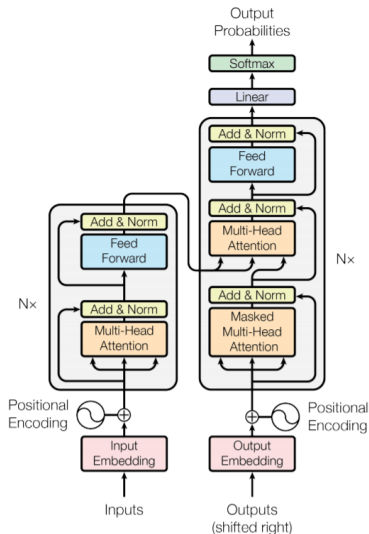 Output
Probabilities
Softmax
Linear
Add & Norm
Feed
Forward
Add & Norm
Multi-Head
Attention
Add & Norm
Masked
Multi-Head
Attention
N×
Add & Norm
Feed
Forward
Add & Norm
Multi-Head
Attention
N×
Positional
Encoding
Positional
Encoding
Input
Embedding
Output
Embedding
Inputs
Outputs
(shifted right)